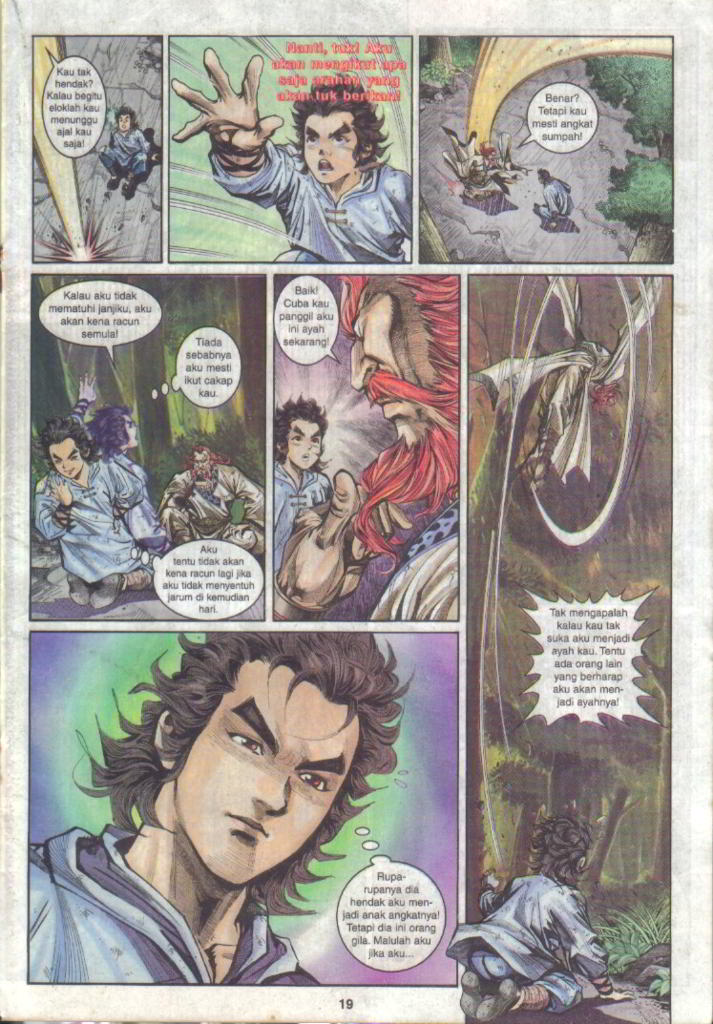 Kau tak
hendak?
Kalau begitu
eloklah kau
menunggu
ajal kau
saja!
Nanti, tuk! Aku
akan mengikut apa
saja arahan yang
akan tuk berikan!
Benar?
Tetapi kau
mesti angkat
sumpah!
Kalau aku tidak
mematuhi janjiku, aku
akan kena racun
semula!
Tiada
sebabnya
aku mesti
ikut cakap
kau.
Aku
tentu tidak akan
kena racun lagi jika
aku tidak menyentuh
jarum di kemudian
hari.
Baik!
Cuba kau
panggil aku
ini ayah
sekarang!
Tak mengapalah
kalau kau tak
suka aku menjadi
ayah kau. Tentu
ada orang lain
yang berharap
aku akan men-
jadi ayahnya!
Rupa-
rupanya dia
hendak aku men-
jadi anak angkatnya!
Tetapi dia ini orang
gila. Malulah aku
jika aku...
19